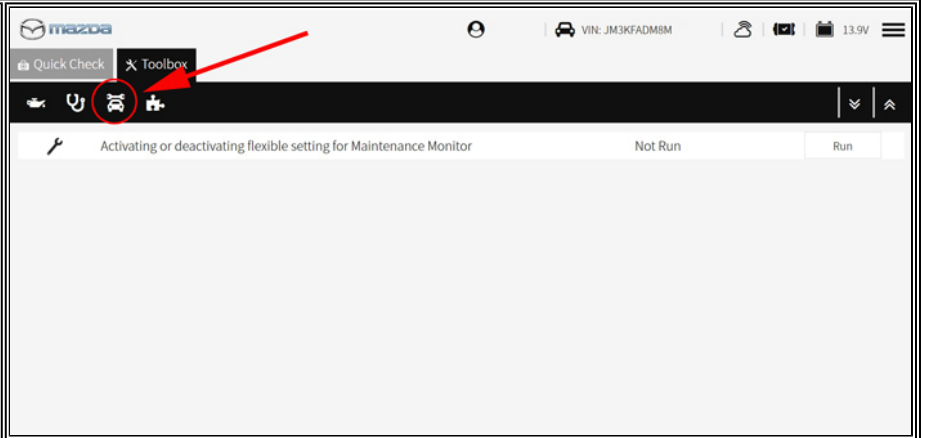 mazda
VIN: JM3KFADM8M
13.9V
Quick Check
Toolbox
Activating or deactivating flexible setting for Maintenance Monitor Not Run Run